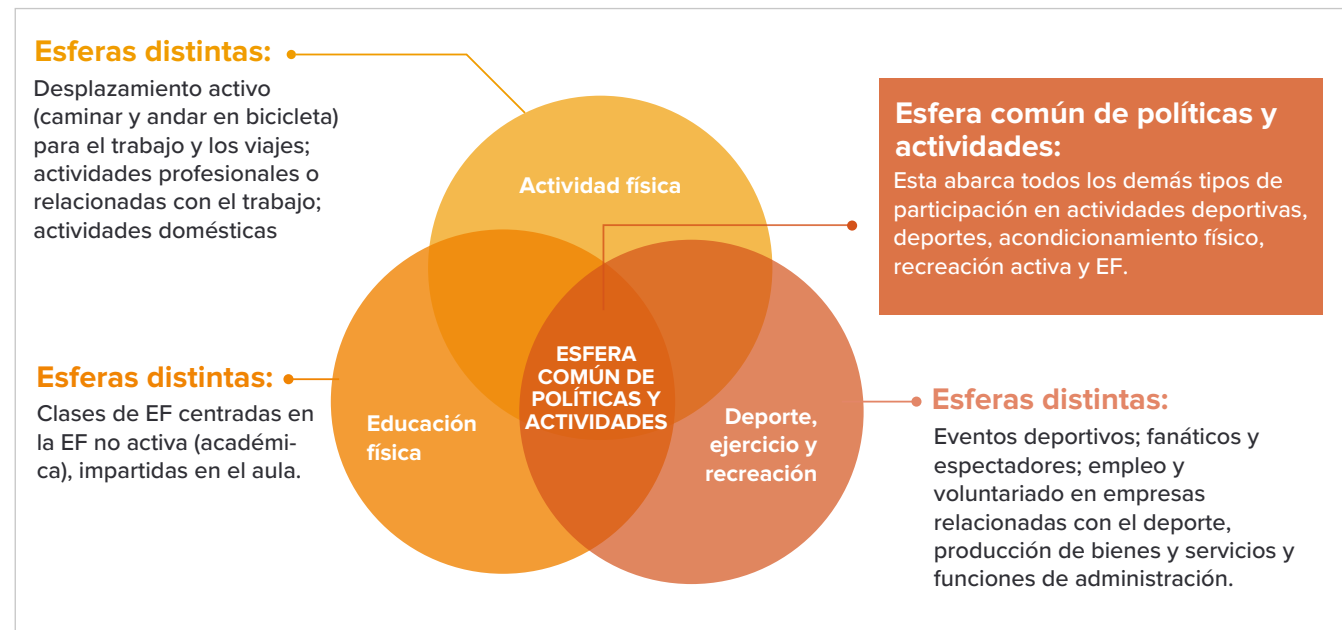 Esferas distintas:
Desplazamiento activo
(caminar y andar en bicicleta)
para el trabajo y los viajes;
actividades profesionales o
relacionadas con el trabajo;
actividades domésticas
Actividad física
Esfera común de políticas y
actividades:
Esta abarca todos los demás tipos de
participación en actividades deportivas,
deportes, acondicionamiento físico,
recreación activa y EF.
Esferas distintas:
Clases de EF centradas en
la EF no activa (académi-
ca), impartidas en el aula.
Educación
física
ESFERA
COMÚN DE
POLÍTICAS Y
ACTIVIDADES
Deporte,
ejercicio y
recreación
Esferas distintas:
Eventos deportivos; fanáticos y
espectadores; empleo y
voluntariado en empresas
relacionadas con el deporte,
producción de bienes y servicios y
funciones de administración.